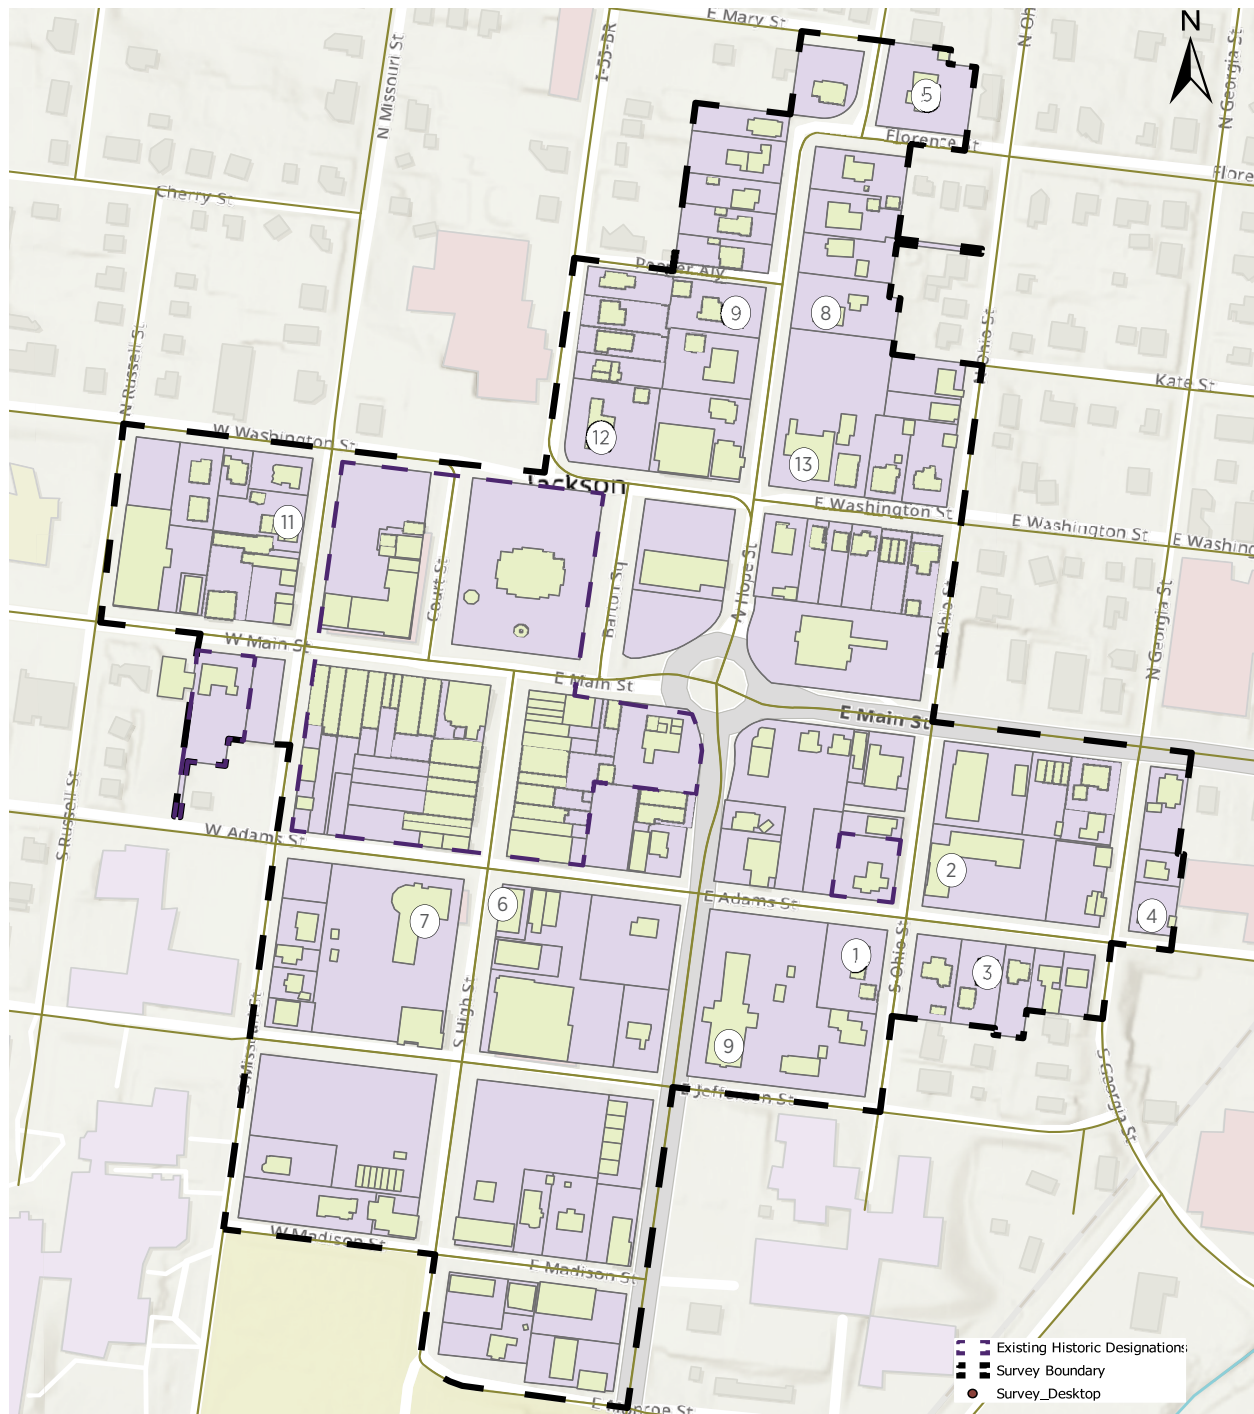 E Mary St
N
I-55-BR
N Missouri St
N Georgia St
5
Florence St
Cherry St
Pepper Aly
9
8
N Ohio St
N Russell St
Kate St
W Washington St
12
13
Jackson
E Washington St
E Washington St
11
Court St
Barton Sq
N Hope St
N Ohio St
N Georgia St
W Main St
E Main St
E Main St
S Russell St
W Adams St
2
E Adams St
7
6
4
1
S Ohio St
3
S High St
S Missouri St
9
E Jefferson St
S Georgia St
W Madison St
E Madison St
Existing Historic Designations
Survey Boundary
Survey_Desktop
E Monroe St